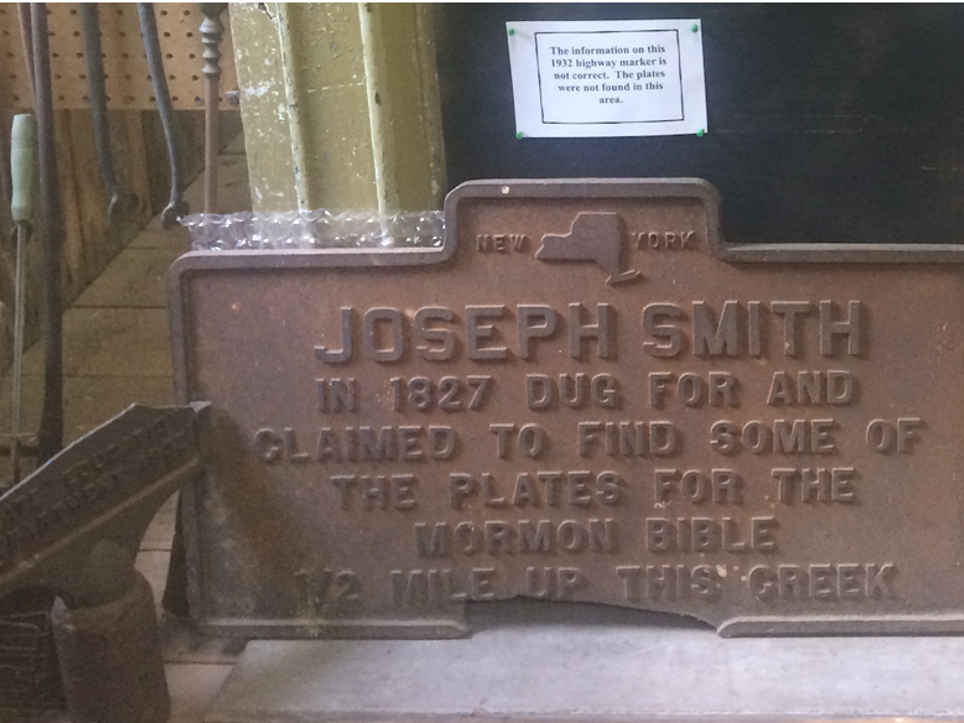 The information on this
1932 highway marker is
not correct. The plates
were not found in this
area.
NEW YORK
JOSEPH SMITH
IN 1827 DUG FOR AND
CLAIMED TO FIND SOME OF
THE PLATES FOR THE
MORMON BIBLE
1/2 MILE UP THIS CREEK